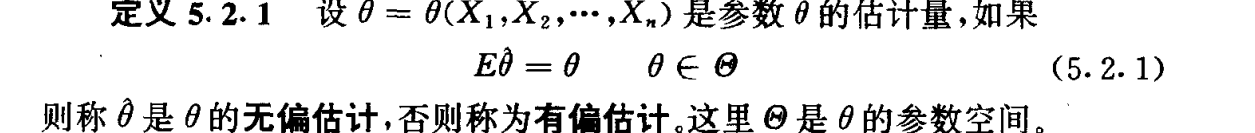 定义 5.2.1 设 θ = θ(X₁,X₂,⋯,Xₙ) 是参数 θ 的估计量,如果
Eθ̂ = θ θ ∈ Θ (5.2.1)
则称 θ̂ 是 θ 的无偏估计,否则称为有偏估计。这里 Θ 是 θ 的参数空间。